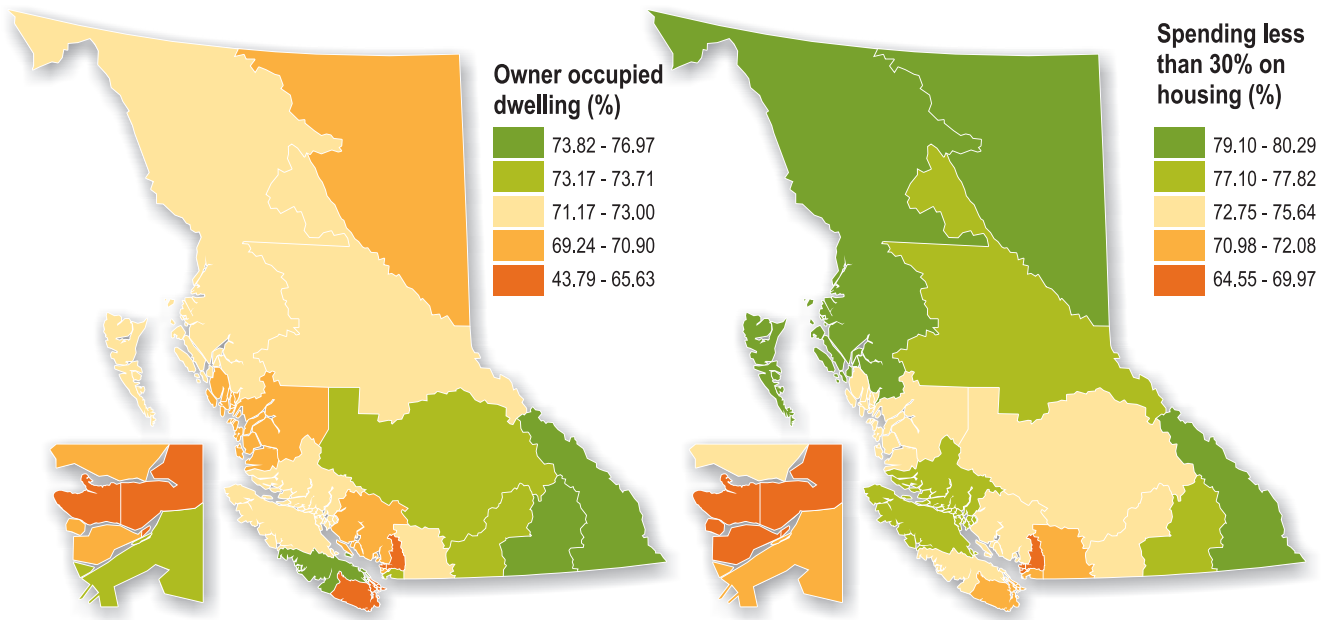 Owner occupied
dwelling (%)
73.82 - 76.97
73.17 - 73.71
71.17 - 73.00
69.24 - 70.90
43.79 - 65.63
Spending less
than 30% on
housing (%)
79.10 - 80.29
77.10 - 77.82
72.75 - 75.64
70.98 - 72.08
64.55 - 69.97